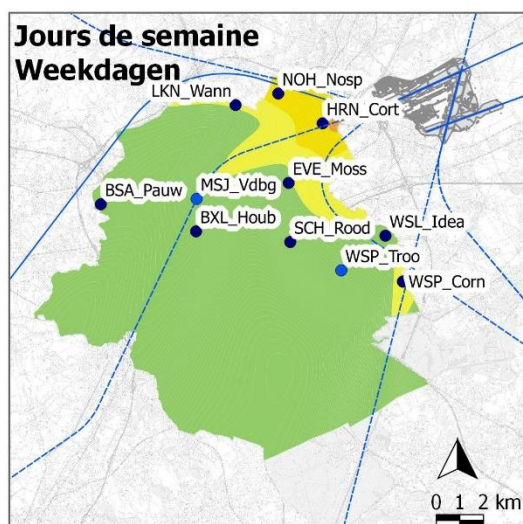 Jours de semaine
Weekdagen
NOH_Nosp
LKN_Wann
HRN_Cort
EVE_Moss
MSJ_Vdbg
BSA_Pauw
BXL_Houb
WSL_Idea
SCH_Rood
WSP_Troo
WSP_Corn
0 1 2 km